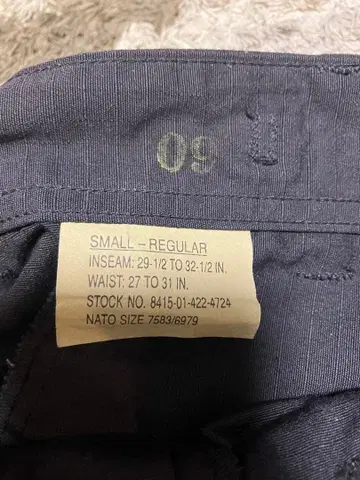 09
SMALL – REGULAR
INSEAM: 29-1/2 TO 32-1/2 IN.
WAIST: 27 TO 31 IN.
STOCK NO. 8415-01-422-4724
NATO SIZE 7583/6979